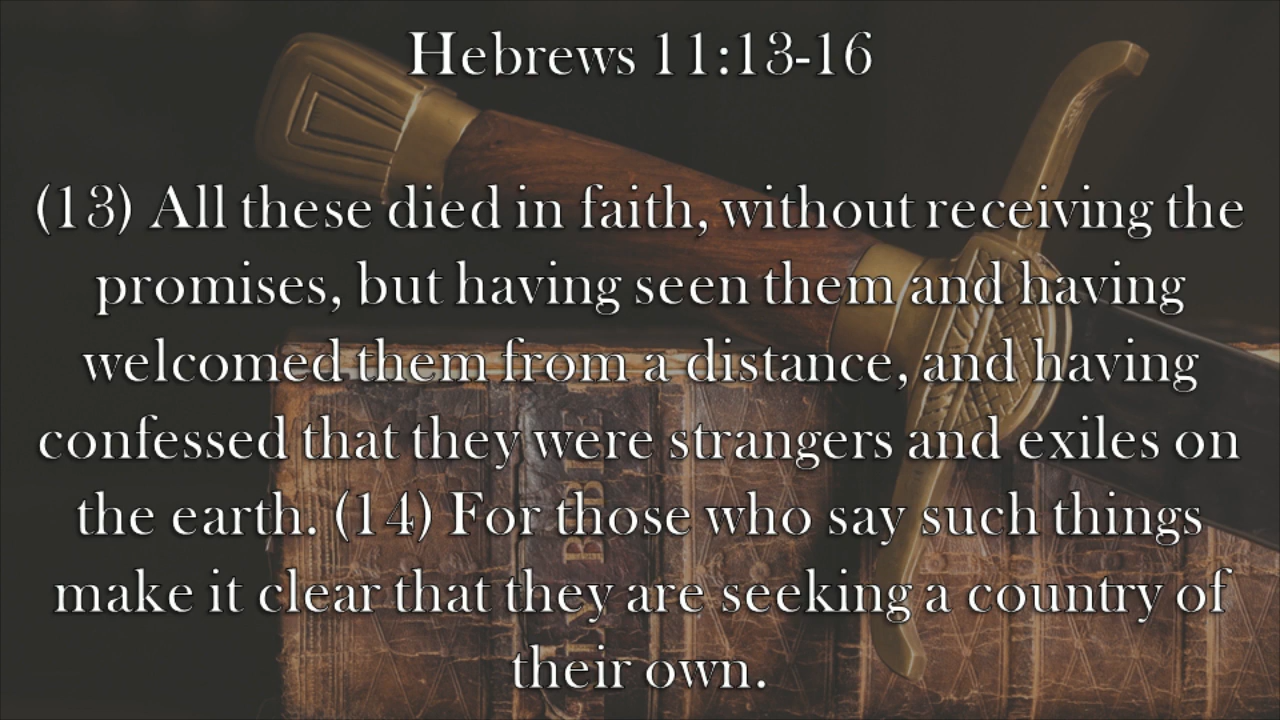 Hebrews 11:13-16
(13) All these died in faith, without receiving the
promises, but having seen them and having
welcomed them from a distance, and having
confessed that they were strangers and exiles on
the earth. (14) For those who say such things
make it clear that they are seeking a country of
their own.